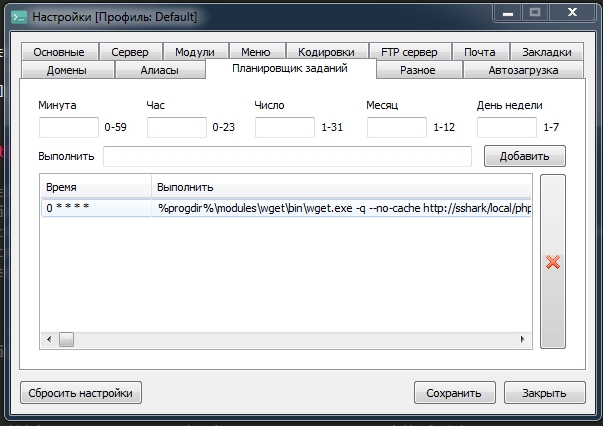 Настройки [Профиль: Default]
Основные Сервер Модули Меню Кодировки FTP сервер Почта Закладки
Домены Алиасы Планировщик заданий Разное Автозагрузка
Минута Час Число Месяц День недели
0-59 0-23 1-31 1-12 1-7
Выполнить Добавить
Время Выполнить
0 * * * * %progdir%\modules\wget\bin\wget.exe -q --no-cache http://sshark/local/php
Сбросить настройки Сохранить Закрыть